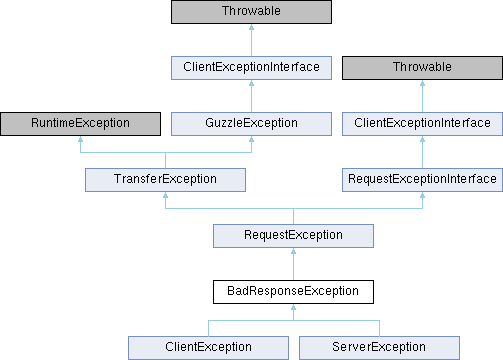 Throwable
ClientExceptionInterface
Throwable
RuntimeException
GuzzleException
ClientExceptionInterface
TransferException
RequestExceptionInterface
RequestException
BadResponseException
ClientException
ServerException